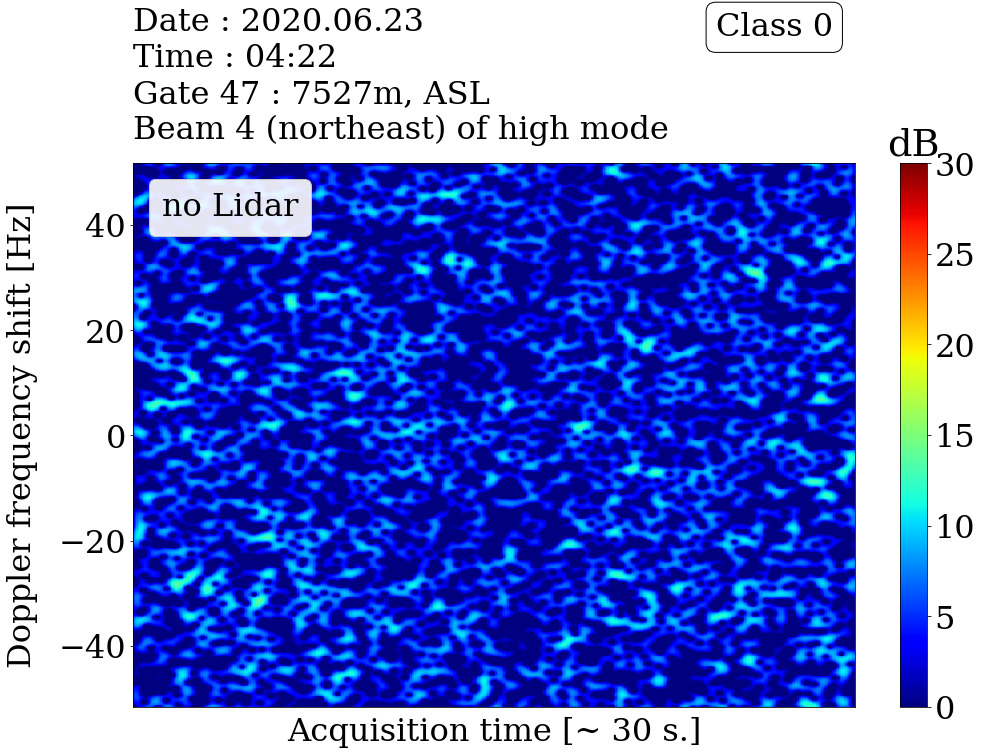 Date : 2020.06.23
Time : 04:22
Gate 47 : 7527m, ASL
Beam 4 (northeast) of high mode
Class 0
dB
no Lidar
Doppler frequency shift [Hz]
40
20
0
−20
−40
30
25
20
15
10
5
0
Acquisition time [~ 30 s.]